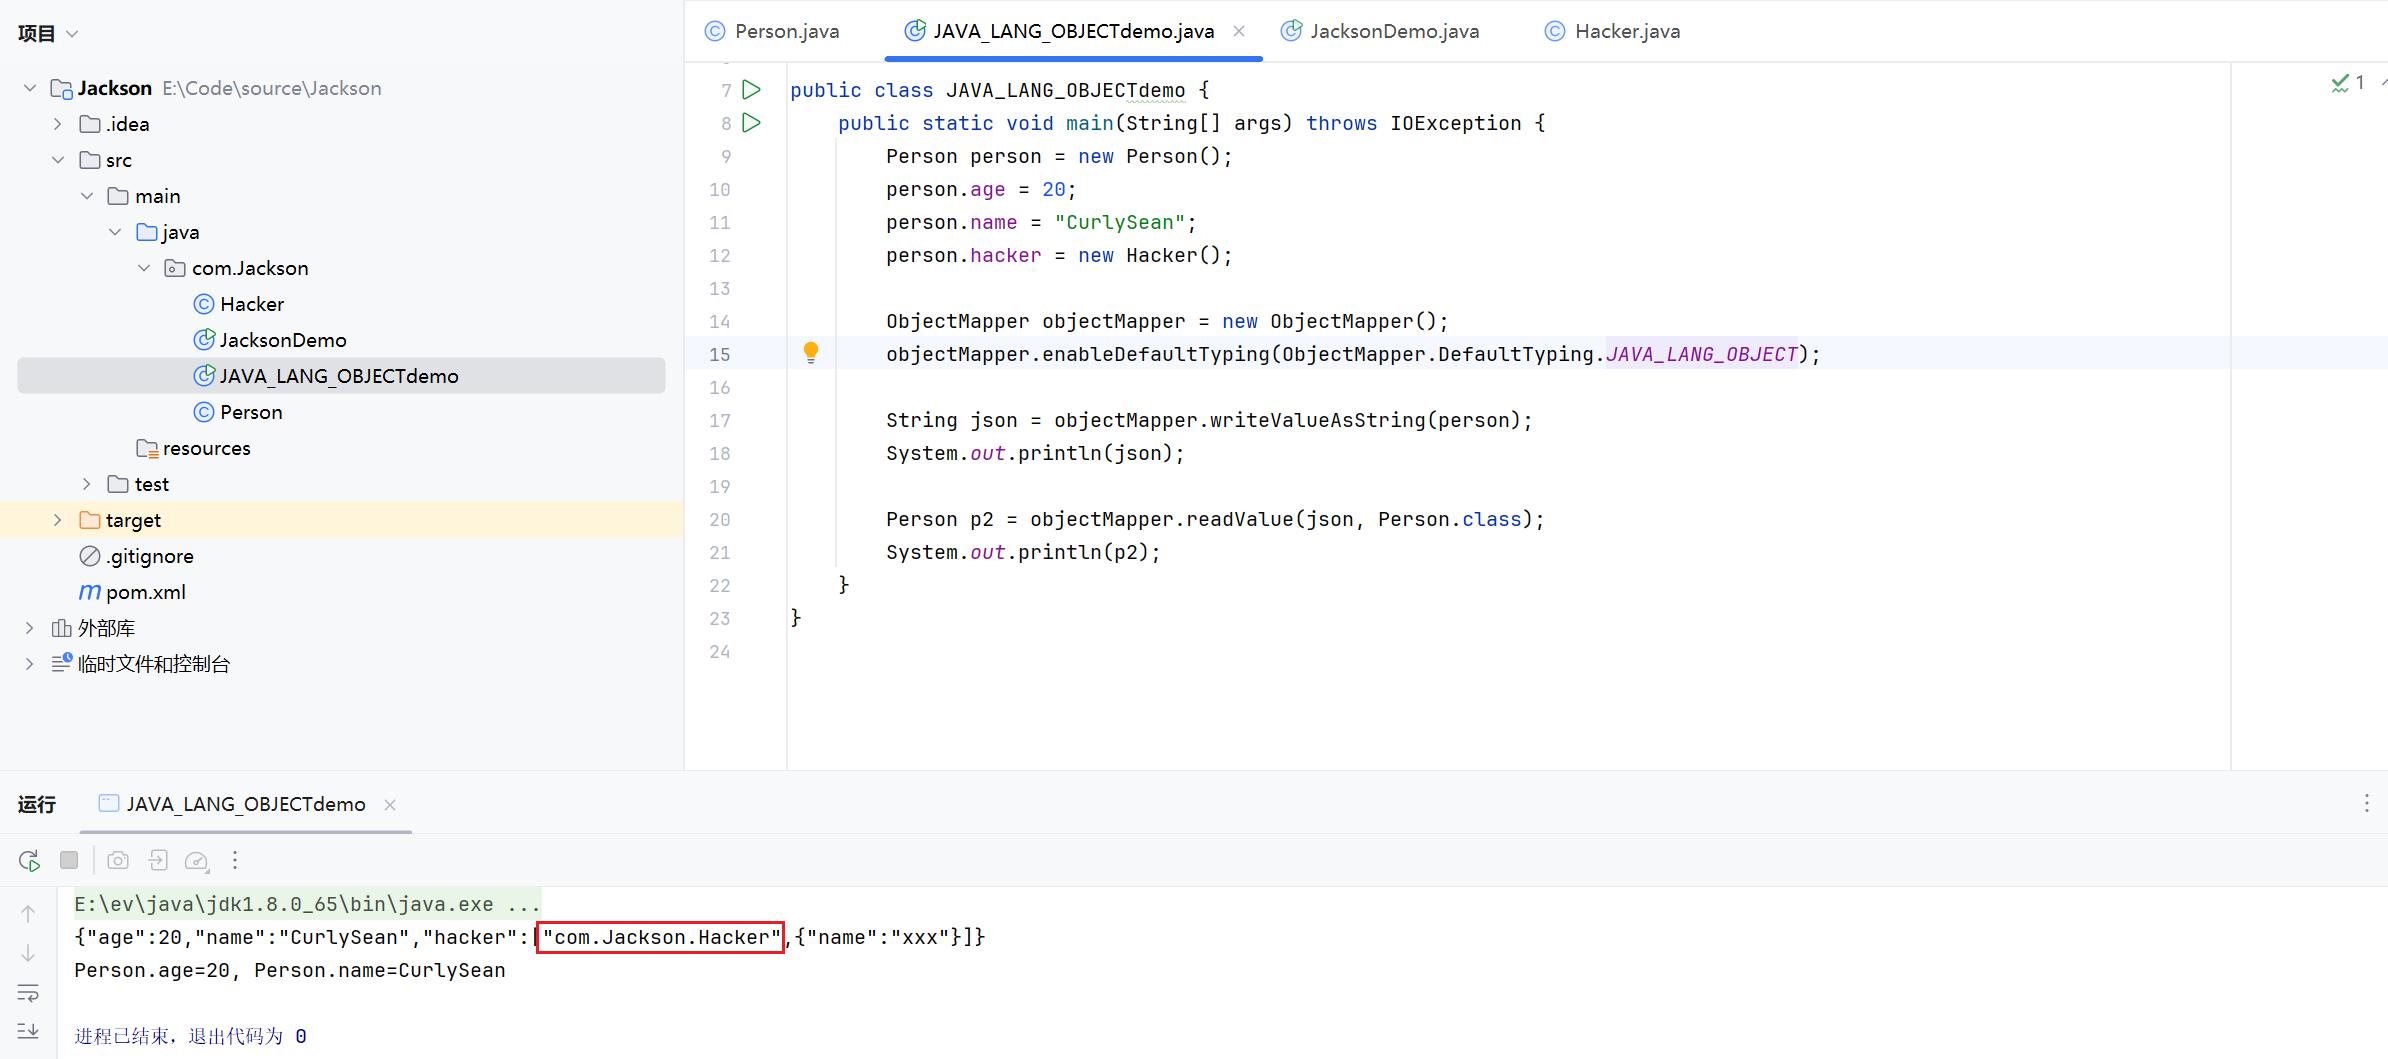 项目
Jackson E:\Code\source\Jackson
.idea
src
main
java
com.Jackson
Hacker
JacksonDemo
JAVA_LANG_OBJECTdemo
Person
resources
test
target
.gitignore
pom.xml
外部库
临时文件和控制台
Person.java JAVA_LANG_OBJECTdemo.java JacksonDemo.java Hacker.java
1
7 public class JAVA_LANG_OBJECTdemo {
8 public static void main(String[] args) throws IOException {
9 Person person = new Person();
10 person.age = 20;
11 person.name = "CurlySean";
12 person.hacker = new Hacker();
13
14 ObjectMapper objectMapper = new ObjectMapper();
15 objectMapper.enableDefaultTyping(ObjectMapper.DefaultTyping.JAVA_LANG_OBJECT);
16
17 String json = objectMapper.writeValueAsString(person);
18 System.out.println(json);
19
20 Person p2 = objectMapper.readValue(json, Person.class);
21 System.out.println(p2);
22 }
23 }
24
运行 JAVA_LANG_OBJECTdemo
E:\ev\java\jdk1.8.0_65\bin\java.exe ...
{"age":20,"name":"CurlySean","hacker":["com.Jackson.Hacker",{"name":"xxx"}]}
Person.age=20, Person.name=CurlySean
进程已结束，退出代码为 0